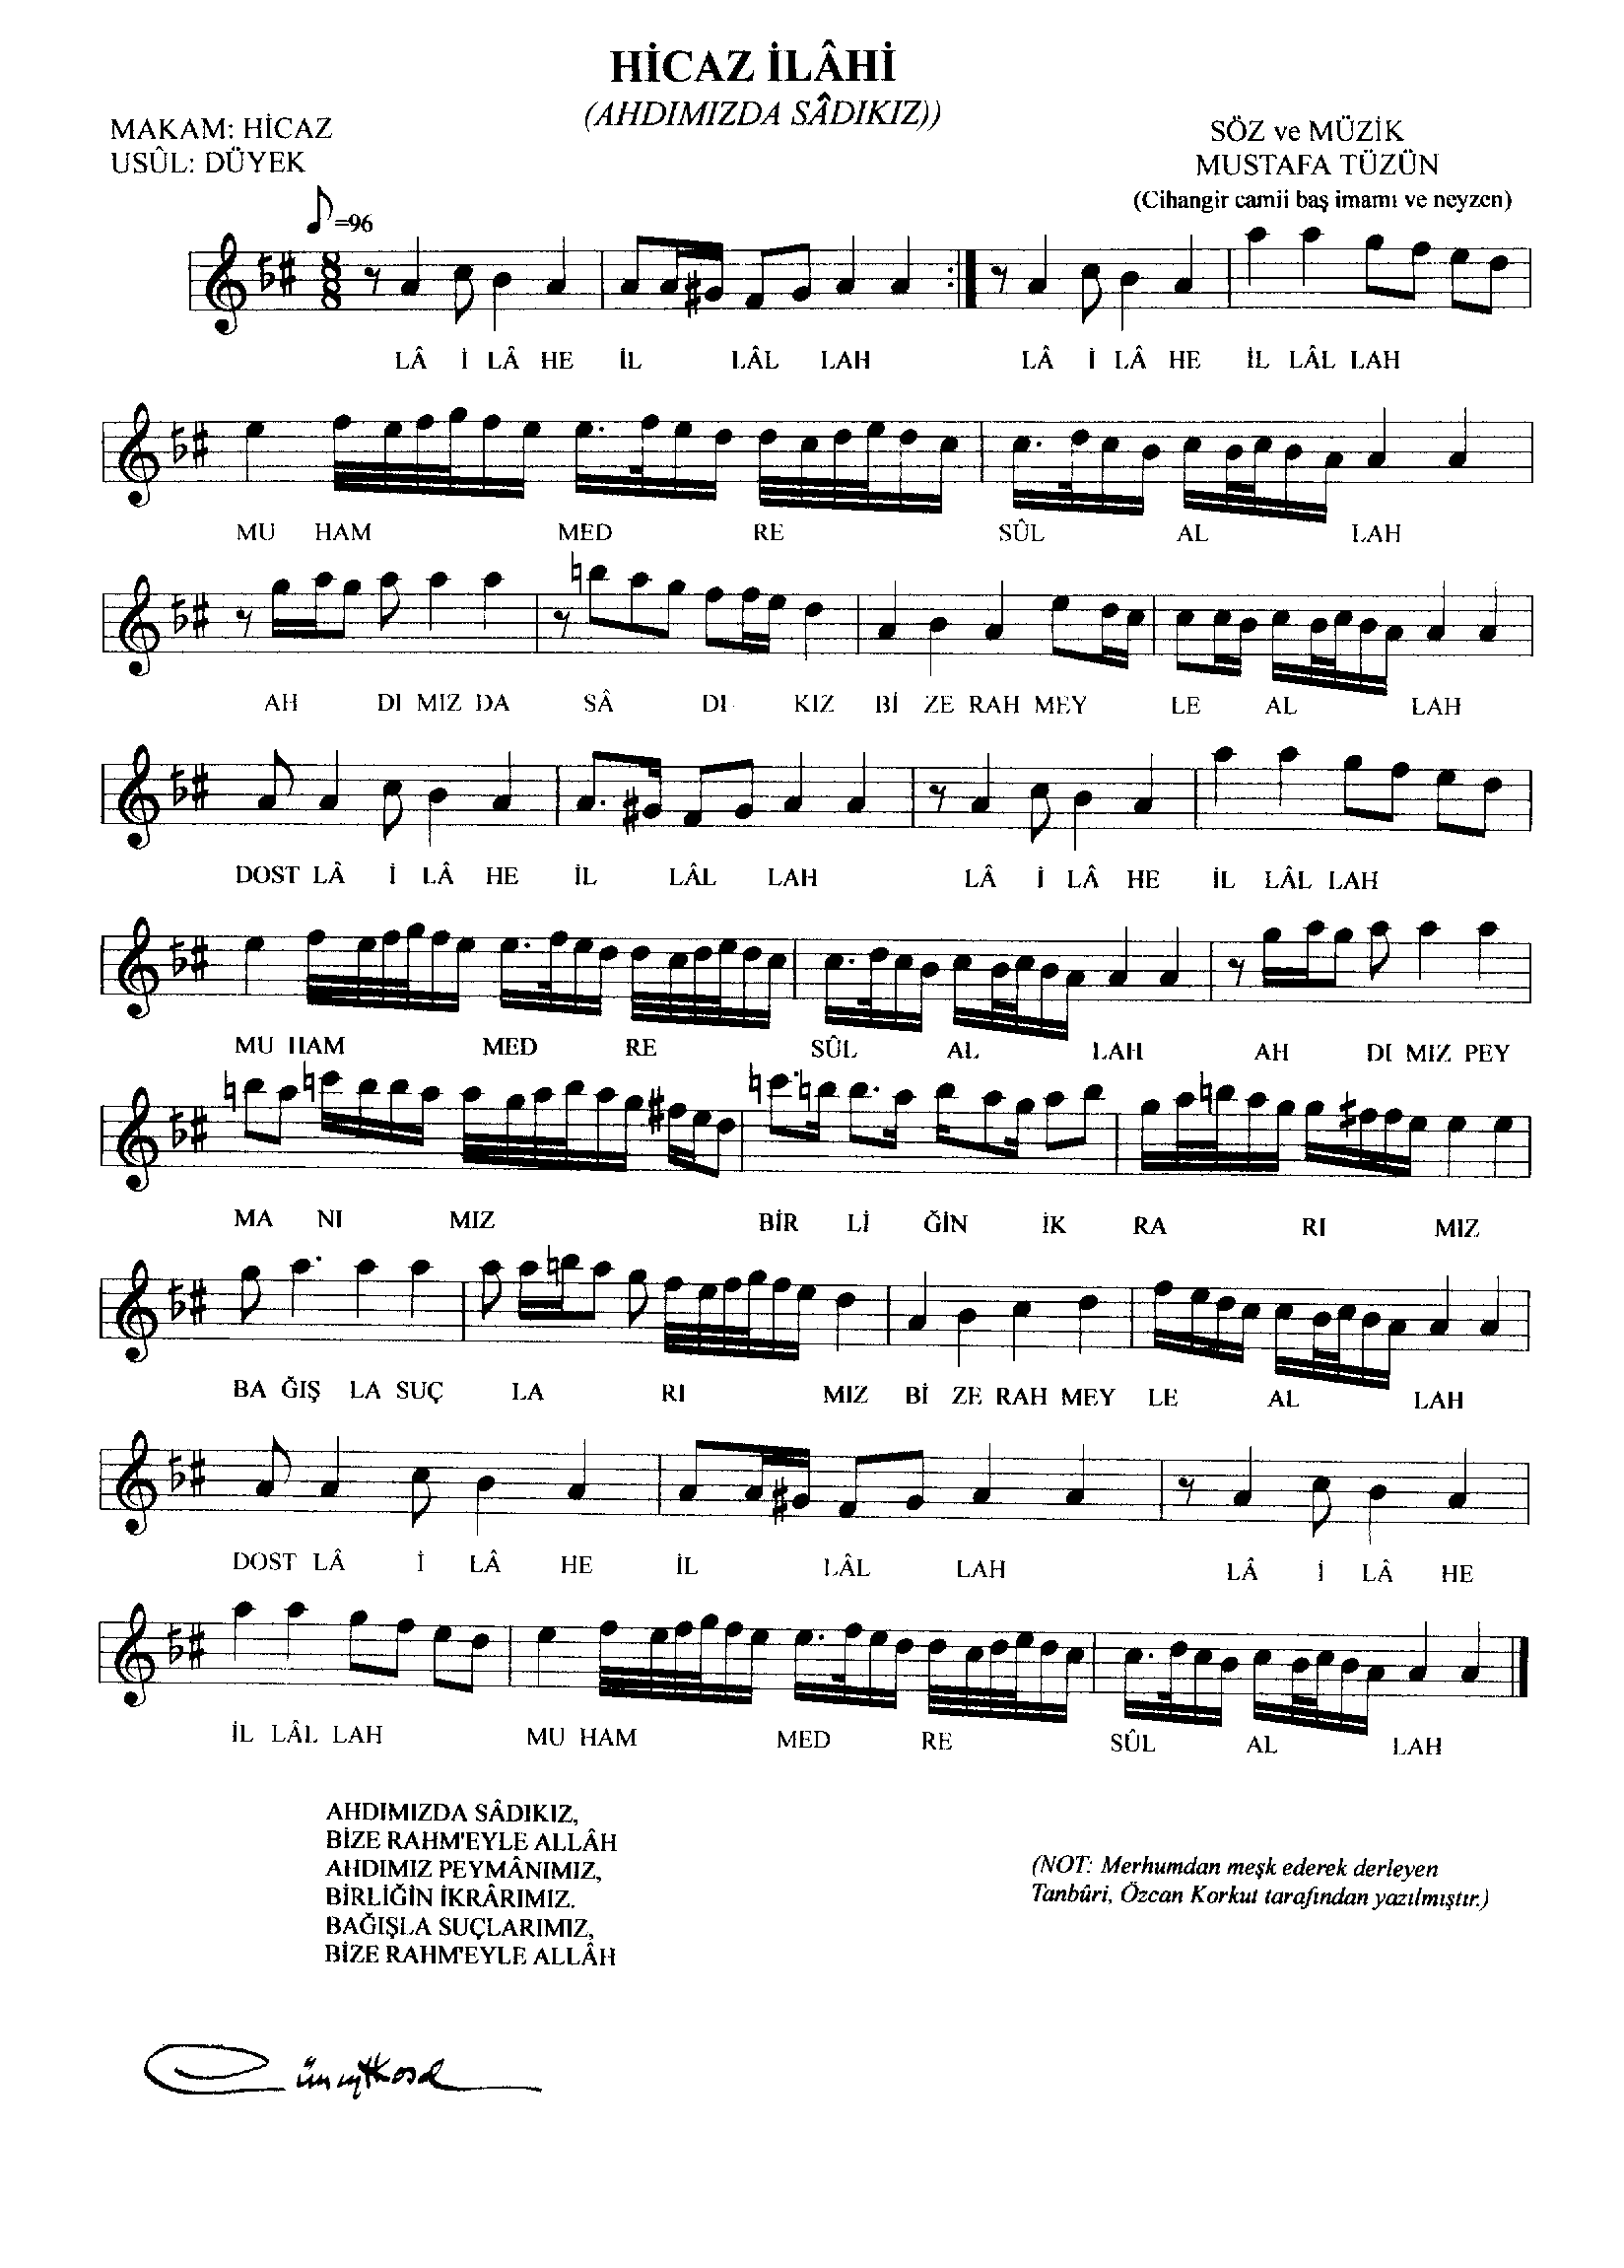 HİCAZ İLÂHİ
(AHDIMIZDA SÂDIKIZ))
MAKAM: HİCAZ
USÛL: DÜYEK
SÖZ ve MÜZİK
MUSTAFA TÜZÜN
(Cihangir camii baş imamı ve neyzen)
=96
8
8
LÂ İ LÂ HE İL LÂL LAH LÂ İ LÂ HE İL LÂL LAH
MU HAM MED RE SÛL AL LAH
AH DI MIZ DA SÂ DI KIZ Bİ ZE RAH MEY LE AL LAH
DOST LÂ İ LÂ HE İL LÂL LAH LÂ İ LÂ HE İL LÂL LAH
MU HAM MED RE SÛL AL LAH AH DI MIZ PEY
MA NI MIZ BİR Lİ ĞİN İK RA RI MIZ
BA ĞIŞ LA SUÇ LA RI MIZ Bİ ZE RAH MEY LE AL LAH
DOST LÂ İ LÂ HE İL LÂL LAH LÂ İ LÂ HE
İL LÂL LAH MU HAM MED RE SÛL AL LAH
AHDIMIZDA SÂDIKIZ,
BİZE RAHM'EYLE ALLÂH
AHDIMIZ PEYMÂNIMIZ,
BİRLİĞİN İKRÂRIMIZ.
BAĞIŞLA SUÇLARIMIZ,
BİZE RAHM'EYLE ALLÂH
(NOT: Merhumdan meşk ederek derleyen
Tanbûri, Özcan Korkut tarafından yazılmıştır.)